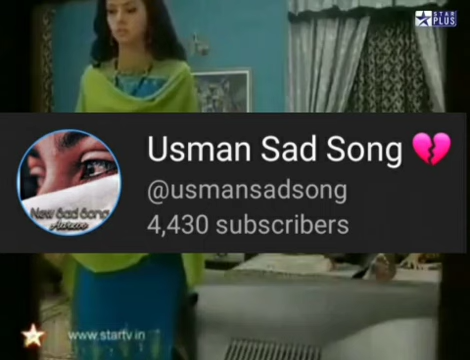 STAR
PLUS
Usman Sad Song 💔
@usmansadsong
4,430 subscribers
New Sad Song
www.startv.in